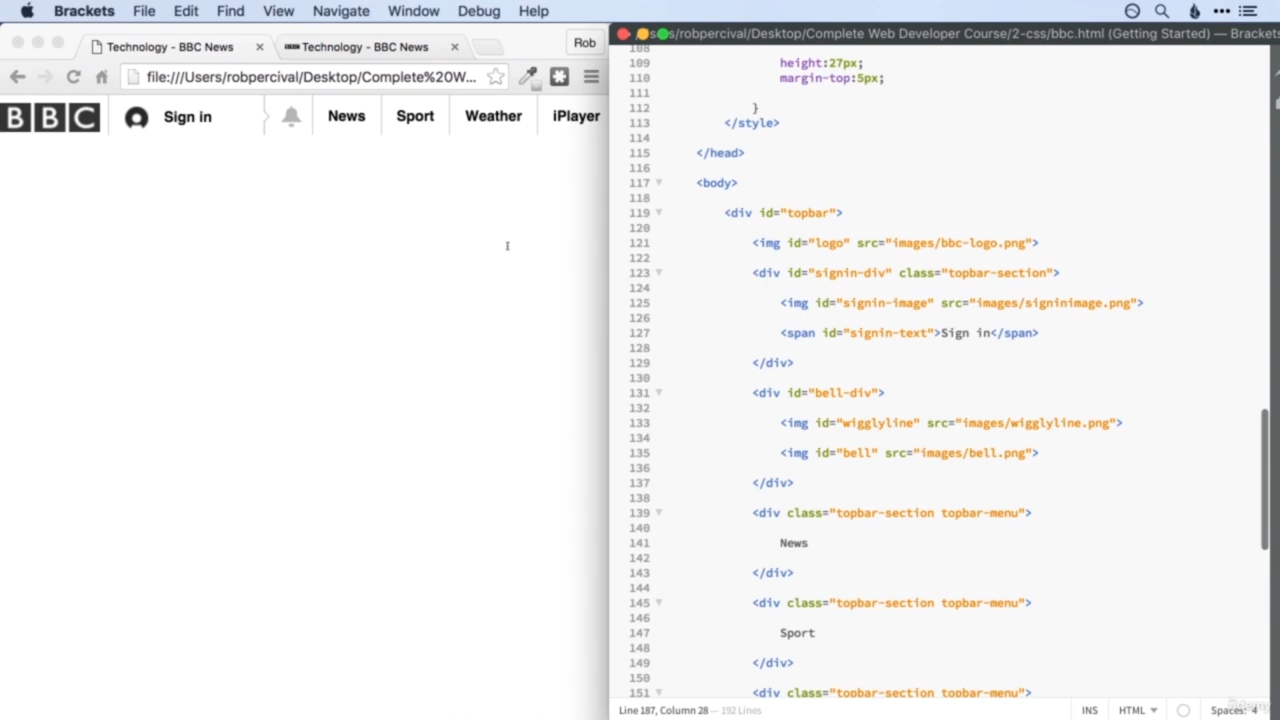 Brackets File Edit Find View Navigate Window Debug Help
Technology - BBC News × Technology - BBC News × Rob
file:///Users/robpercival/Desktop/Complete%20W...
BBC Sign in News Sport Weather iPlayer
s/robpercival/Desktop/Complete Web Developer Course/2-css/bbc.html (Getting Started) — Brackets
108
109 height:27px;
110 margin-top:5px;
111
112 }
113 </style>
114
115 </head>
116
117 <body>
118
119 <div id="topbar">
120
121 <img id="logo" src="images/bbc-logo.png">
122
123 <div id="signin-div" class="topbar-section">
124
125 <img id="signin-image" src="images/signinimage.png">
126
127 <span id="signin-text">Sign in</span>
128
129 </div>
130
131 <div id="bell-div">
132
133 <img id="wigglyline" src="images/wigglyline.png">
134
135 <img id="bell" src="images/bell.png">
136
137 </div>
138
139 <div class="topbar-section topbar-menu">
140
141 News
142
143 </div>
144
145 <div class="topbar-section topbar-menu">
146
147 Sport
148
149 </div>
150
151 <div class="topbar-section topbar-menu">
Line 187, Column 28 — 192 Lines INS HTML Spaces: 4